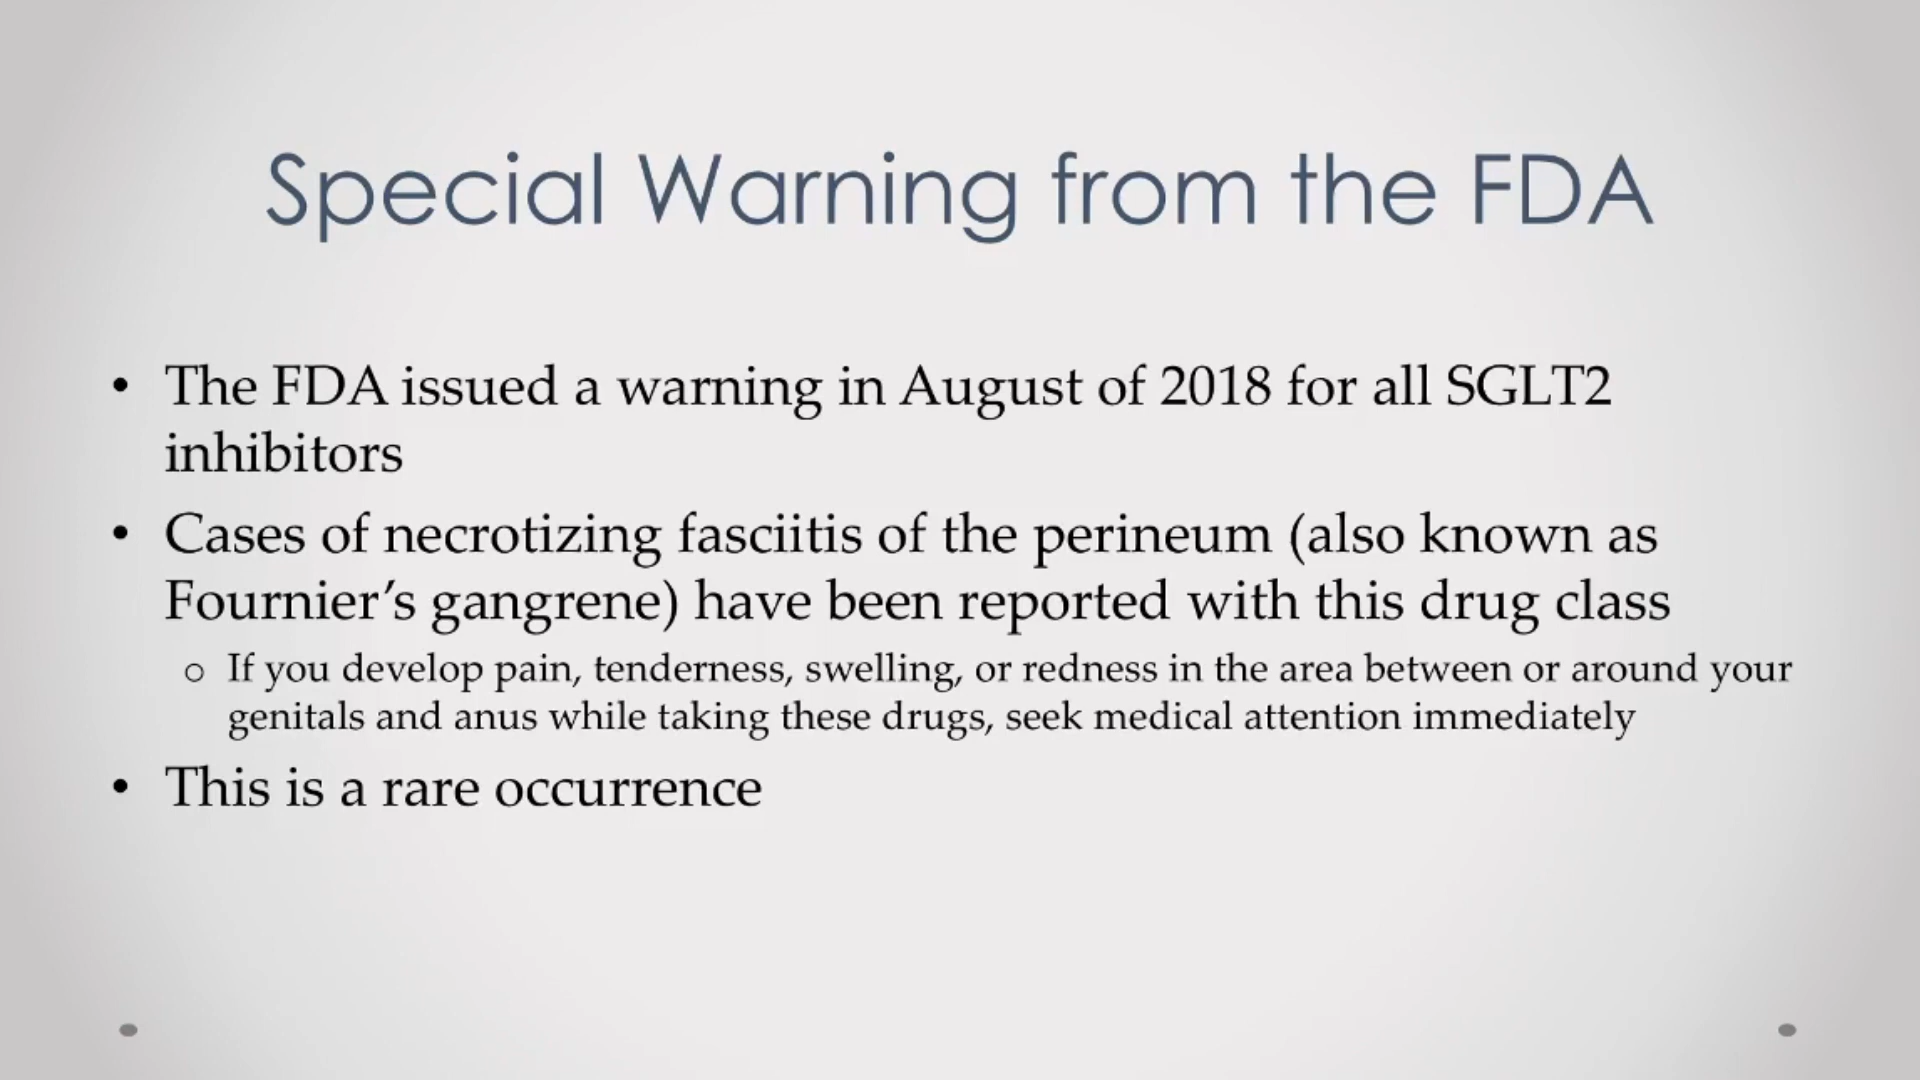 Special Warning from the FDA
• The FDA issued a warning in August of 2018 for all SGLT2
inhibitors
• Cases of necrotizing fasciitis of the perineum (also known as
Fournier’s gangrene) have been reported with this drug class
o If you develop pain, tenderness, swelling, or redness in the area between or around your
genitals and anus while taking these drugs, seek medical attention immediately
• This is a rare occurrence